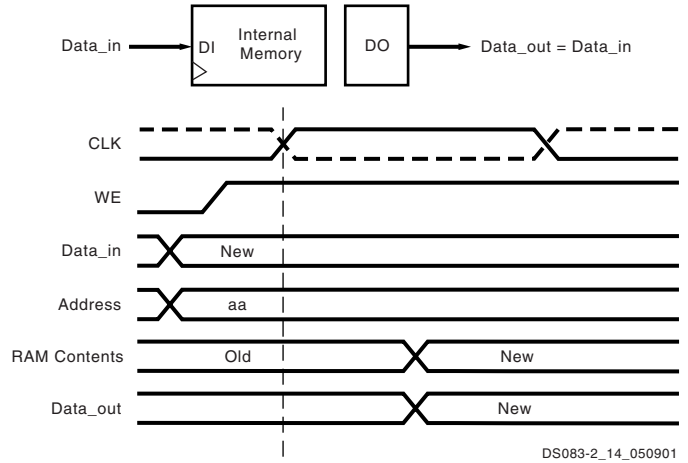 Data_in DI Internal Memory DO Data_out = Data_in
CLK
WE
Data_in New
Address aa
RAM Contents Old New
Data_out New
DS083-2_14_050901